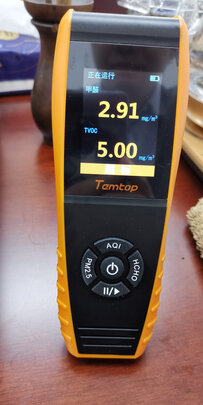 正在运行
甲醛
2.91 mg/m³
TVOC
5.00 mg/m³
Temtop
AQI
PM2.5
HCHO